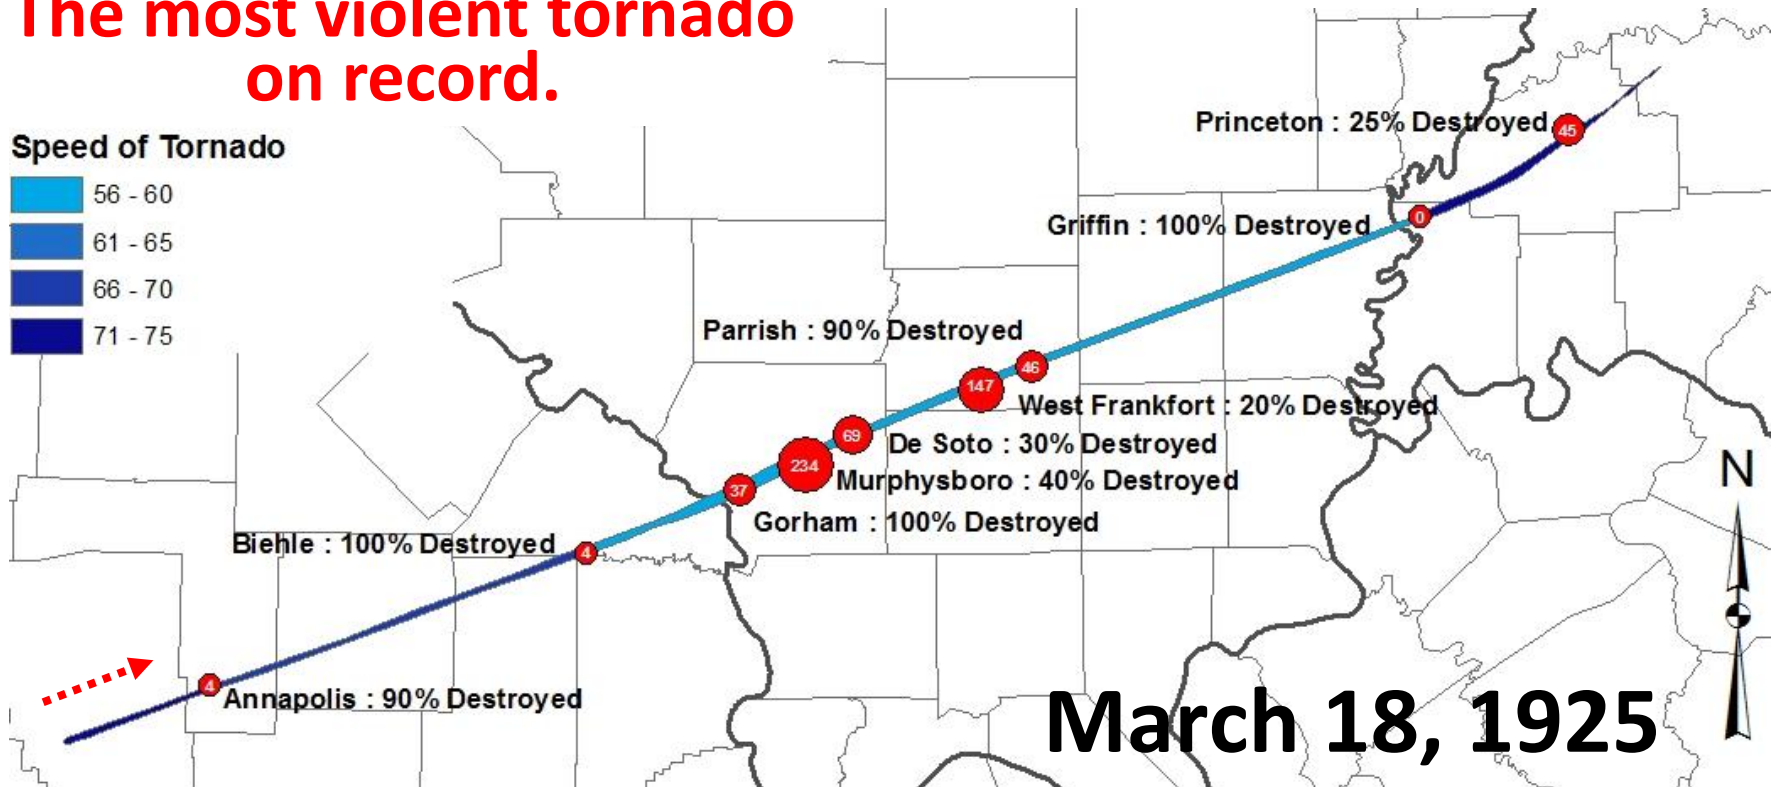 The most violent tornado
on record.
Speed of Tornado
56 - 60
61 - 65
66 - 70
71 - 75
Princeton : 25% Destroyed
45
Griffin : 100% Destroyed
0
Parrish : 90% Destroyed
46
147
West Frankfort : 20% Destroyed
69
De Soto : 30% Destroyed
234
Murphysboro : 40% Destroyed
37
Gorham : 100% Destroyed
Biehle : 100% Destroyed
4
4
Annapolis : 90% Destroyed
N
March 18, 1925